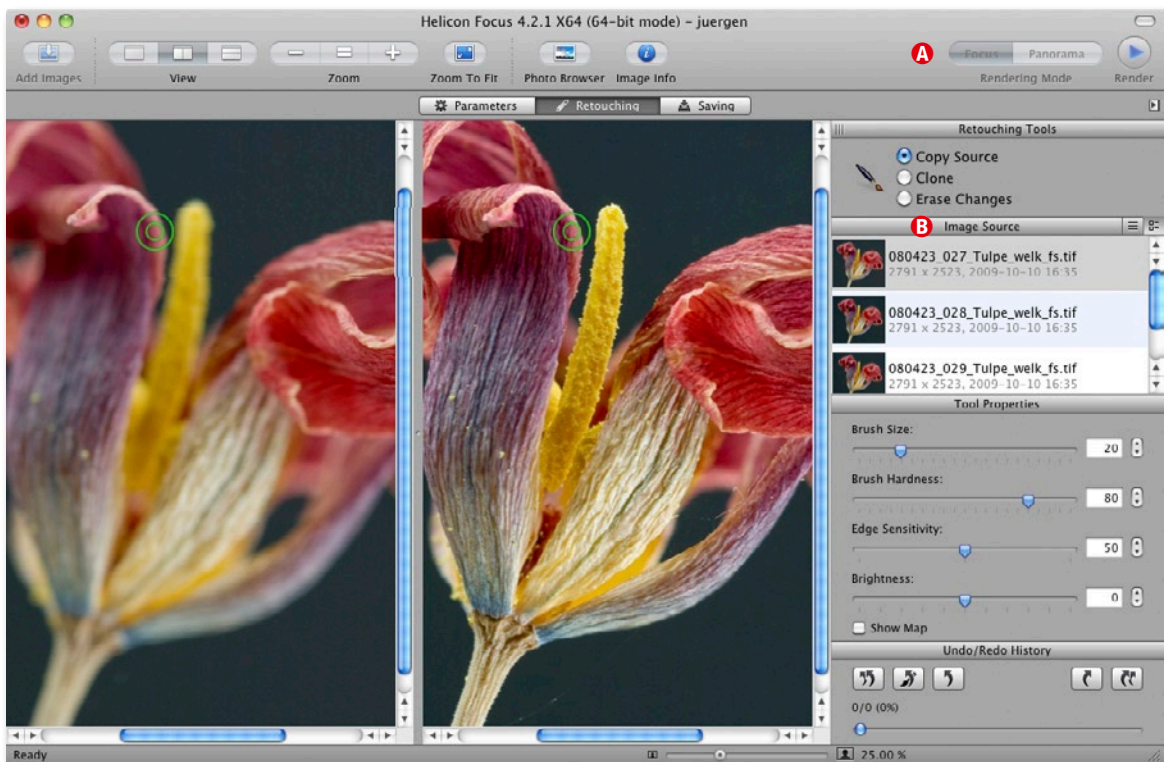 Helicon Focus 4.2.1 X64 (64-bit mode) – juergen
A
Focus Panorama
Add Images View Zoom Zoom To Fit Photo Browser Image Info Rendering Mode Render
Parameters Retouching Saving
Retouching Tools
Copy Source
Clone
Erase Changes
B Image Source
080423_027_Tulpe_welk_fs.tif
2791 x 2523, 2009-10-10 16:35
080423_028_Tulpe_welk_fs.tif
2791 x 2523, 2009-10-10 16:35
080423_029_Tulpe_welk_fs.tif
2791 x 2523, 2009-10-10 16:35
Tool Properties
Brush Size:
20
Brush Hardness:
80
Edge Sensitivity:
50
Brightness:
0
Show Map
Undo/Redo History
0/0 (0%)
Ready 25.00 %